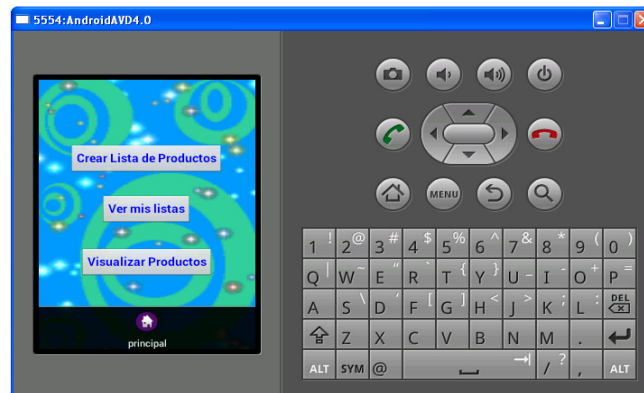 5554:AndroidAVD4.0
Crear Lista de Productos
Ver mis listas
Visualizar Productos
principal
MENU
1 ! 2 @ 3 # 4 $ 5 % 6 ^ 7 & 8 * 9 ( 0 )
Q | W ~ E “ R ` T { Y } U _ I - O + P =
A S \ D ‘ F [ G ] H < J > K ; L : DEL
Z X C V B N M .
ALT SYM @ / ? , ALT